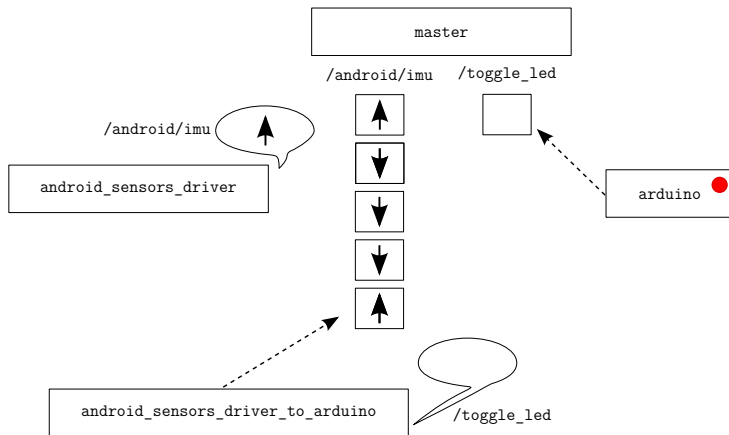 master
/android/imu
/toggle_led
/android/imu
android_sensors_driver
arduino
android_sensors_driver_to_arduino
/toggle_led